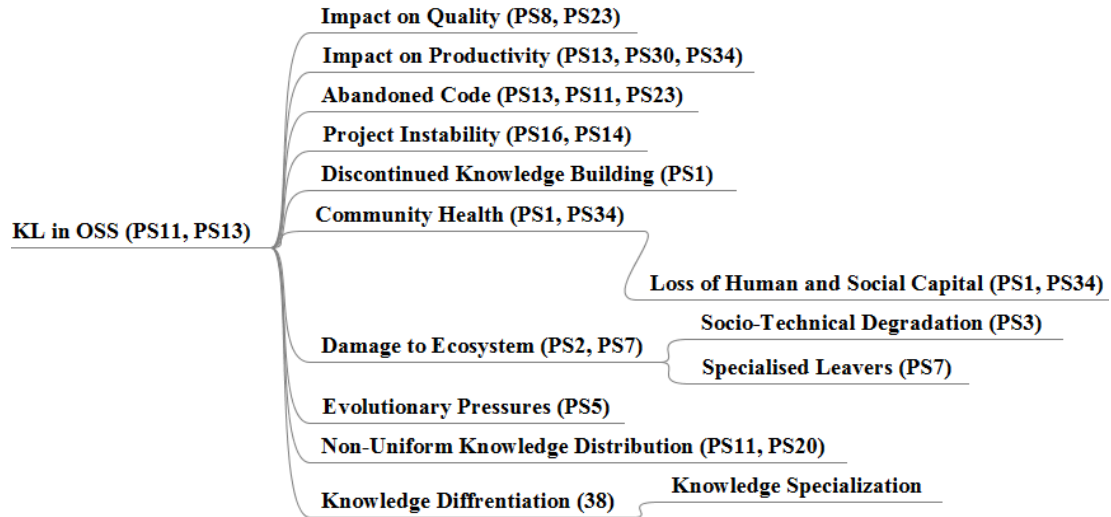 Impact on Quality (PS8, PS23)
Impact on Productivity (PS13, PS30, PS34)
Abandoned Code (PS13, PS11, PS23)
Project Instability (PS16, PS14)
Discontinued Knowledge Building (PS1)
Community Health (PS1, PS34)
KL in OSS (PS11, PS13)
Loss of Human and Social Capital (PS1, PS34)
Socio-Technical Degradation (PS3)
Damage to Ecosystem (PS2, PS7)
Specialised Leavers (PS7)
Evolutionary Pressures (PS5)
Non-Uniform Knowledge Distribution (PS11, PS20)
Knowledge Specialization
Knowledge Diffrentiation (38)